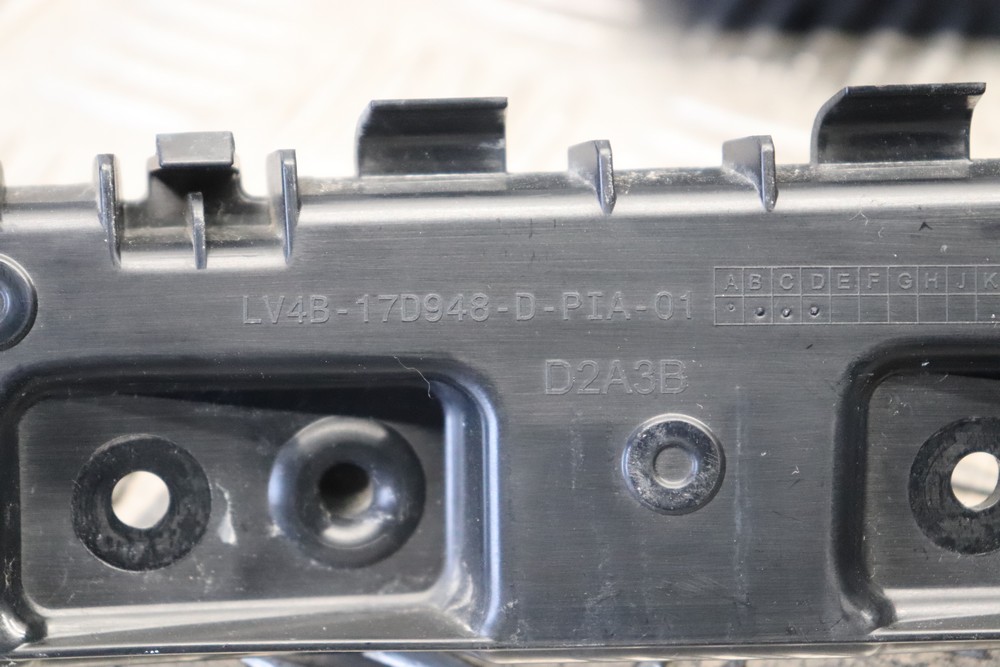 LV4B-17D948-D-PIA-01
A B C D E F G H J K
D2A3B